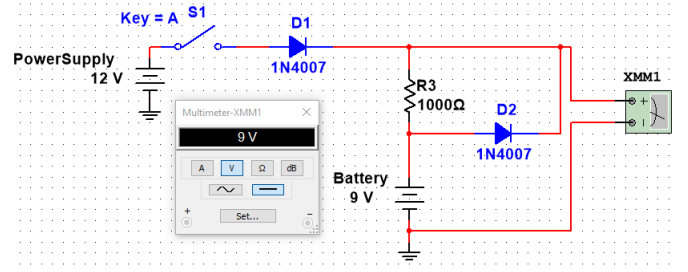 Key = A
S1
D1
1N4007
PowerSupply
12 V
R3
1000Ω
D2
1N4007
XMM1
+
Multimeter-XMM1
9 V
A V Ω dB
+ Set... −
Battery
9 V